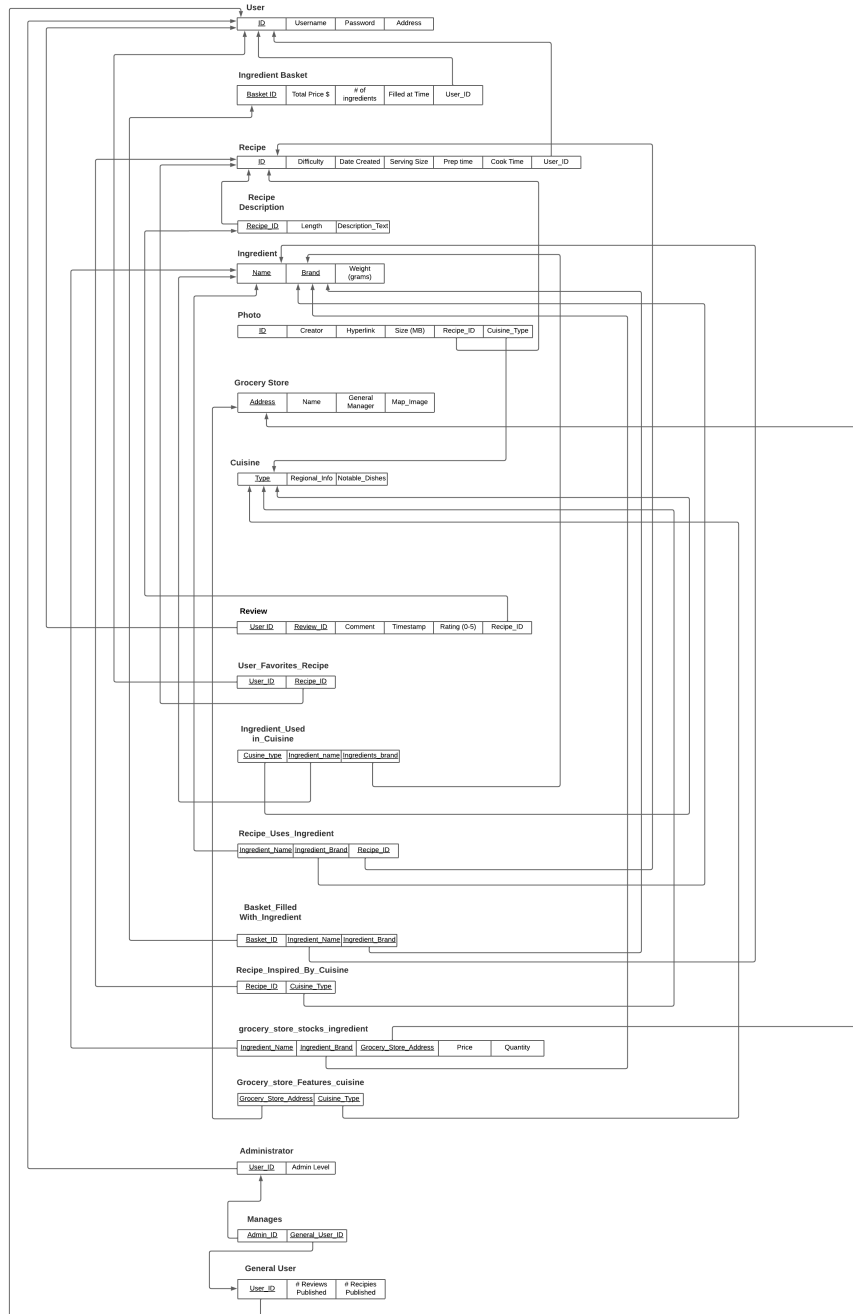 User
ID Username Password Address
Ingredient Basket
Basket ID Total Price $ # of ingredients Filled at Time User_ID
Recipe
ID Difficulty Date Created Serving Size Prep time Cook Time User_ID
Recipe
Description
Recipe_ID Length Description_Text
Ingredient
Name Brand Weight (grams)
Photo
ID Creator Hyperlink Size (MB) Recipe_ID Cuisine_Type
Grocery Store
Address Name General Manager Map_Image
Cuisine
Type Regional_Info Notable_Dishes
Review
User ID Review_ID Comment Timestamp Rating (0-5) Recipe_ID
User_Favorites_Recipe
User_ID Recipe_ID
Ingredient_Used
in_Cuisine
Cusine_type Ingredient_name Ingredients_brand
Recipe_Uses_Ingredient
Ingredient_Name Ingredient_Brand Recipe_ID
Basket_Filled
With_Ingredient
Basket_ID Ingredient_Name Ingredient_Brand
Recipe_Inspired_By_Cuisine
Recipe_ID Cuisine_Type
grocery_store_stocks_ingredient
Ingredient_Name Ingredient_Brand Grocery_Store_Address Price Quantity
Grocery_store_Features_cuisine
Grocery_Store_Address Cuisine_Type
Administrator
User_ID Admin Level
Manages
Admin_ID General_User_ID
General User
User_ID # Reviews Published # Recipies Published